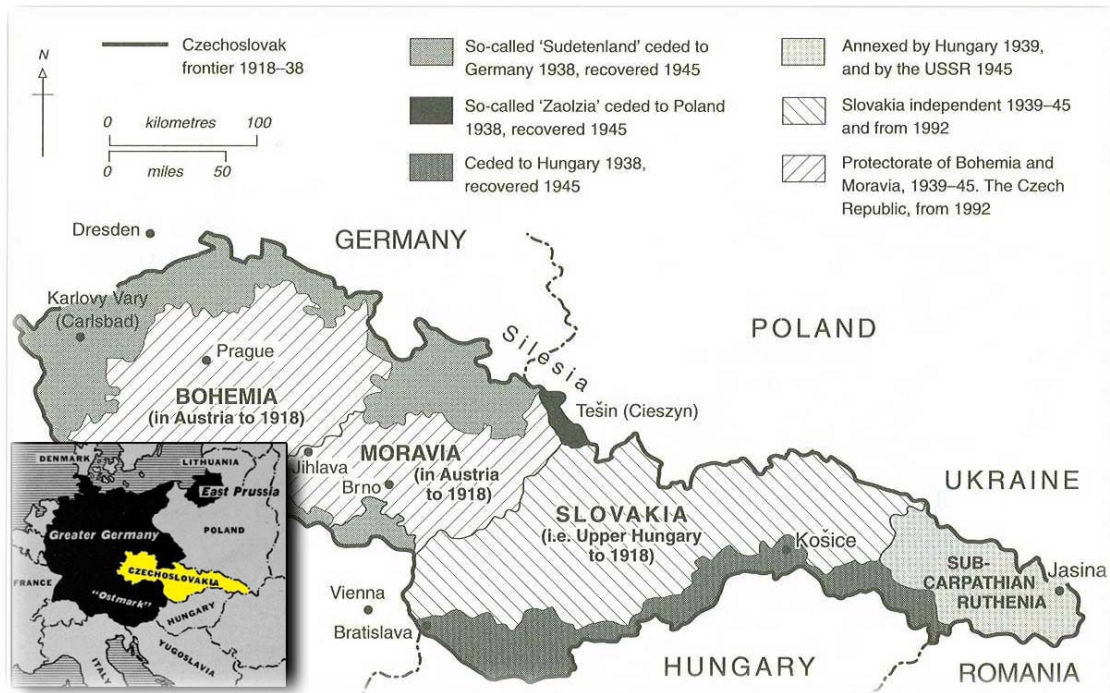 Czechoslovak
frontier 1918–38
N
0 kilometres 100
0 miles 50
So-called 'Sudetenland' ceded to
Germany 1938, recovered 1945
So-called 'Zaolzia' ceded to Poland
1938, recovered 1945
Ceded to Hungary 1938,
recovered 1945
Annexed by Hungary 1939,
and by the USSR 1945
Slovakia independent 1939–45
and from 1992
Protectorate of Bohemia and
Moravia, 1939–45. The Czech
Republic, from 1992
Dresden
GERMANY
Karlovy Vary
(Carlsbad)
Prague
Silesia
POLAND
BOHEMIA
(in Austria to 1918)
Tešin (Cieszyn)
Jihlava
MORAVIA
(in Austria
to 1918)
Brno
UKRAINE
SLOVAKIA
(i.e. Upper Hungary
to 1918)
Košice
SUB-
CARPATHIAN
RUTHENIA
Jasina
Vienna
Bratislava
HUNGARY
ROMANIA
DENMARK
LITHUANIA
East Prussia
POLAND
Greater Germany
CZECHOSLOVAKIA
FRANCE
"Ostmark"
HUNGARY
ITALY
YUGOSLAVIA